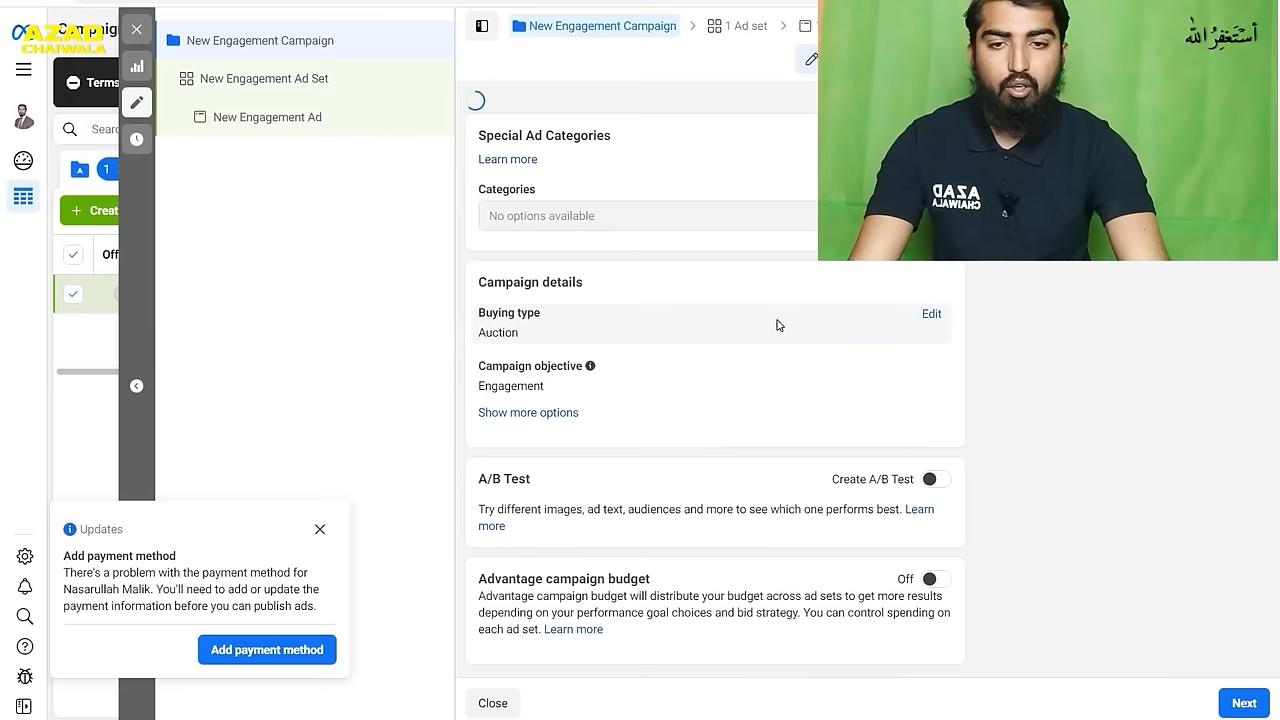 AZAD
CHAIWALA
Campaig
New Engagement Campaign
New Engagement Ad Set
New Engagement Ad
Terms
Searc
1
+ Creat
Off
New Engagement Campaign
1 Ad set
أستغفر الله
AZAD
CHAIWALA
Special Ad Categories
Learn more
Categories
No options available
Campaign details
Buying type
Edit
Auction
Campaign objective
Engagement
Show more options
A/B Test
Create A/B Test
Try different images, ad text, audiences and more to see which one performs best. Learn
more
Advantage campaign budget
Off
Advantage campaign budget will distribute your budget across ad sets to get more results
depending on your performance goal choices and bid strategy. You can control spending on
each ad set. Learn more
Updates
Add payment method
There's a problem with the payment method for
Nasarullah Malik. You'll need to add or update the
payment information before you can publish ads.
Add payment method
Close
Next